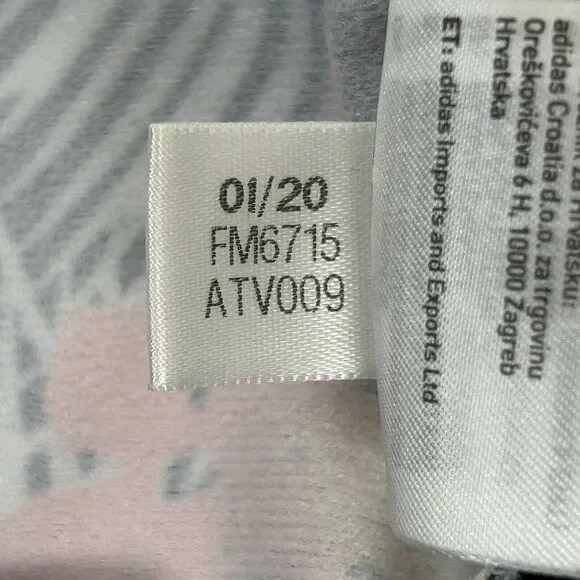 01/20
FM6715
ATV009
adidas Croatia d.o.o. za trgovinu
Oreškovićeva 6 H, 10000 Zagreb
Hrvatska
ET: adidas Imports and Exports Ltd